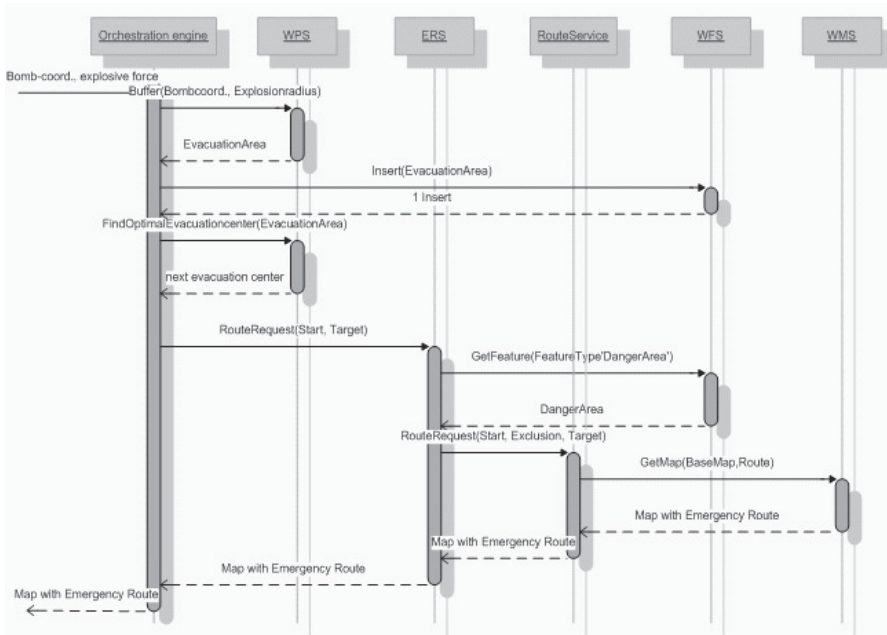 Orchestration engine
WPS
ERS
RouteService
WFS
WMS
Bomb-coord., explosive force
Buffer(Bombcoord., Explosionradius)
EvacuationArea
Insert(EvacuationArea)
1 Insert
FindOptimalEvacuationcenter(EvacuationArea)
next evacuation center
RouteRequest(Start, Target)
GetFeature(FeatureType'DangerArea')
DangerArea
RouteRequest(Start, Exclusion, Target)
GetMap(BaseMap,Route)
Map with Emergency Route
Map with Emergency Route
Map with Emergency Route
Map with Emergency Route